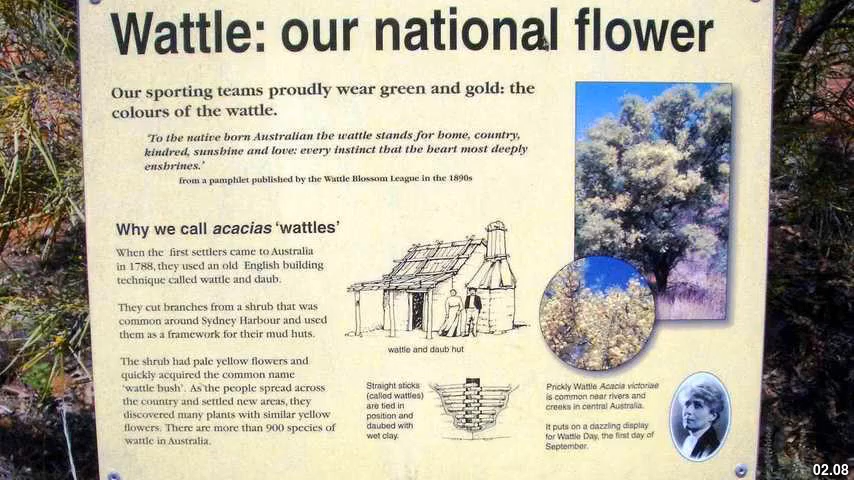 Wattle: our national flower
Our sporting teams proudly wear green and gold: the
colours of the wattle.
'To the native born Australian the wattle stands for home, country,
kindred, sunshine and love: every instinct that the heart most deeply
enshrines.'
from a pamphlet published by the Wattle Blossom League in the 1890s
Why we call acacias 'wattles'
When the first settlers came to Australia
in 1788, they used an old English building
technique called wattle and daub.
They cut branches from a shrub that was
common around Sydney Harbour and used
them as a framework for their mud huts.
The shrub had pale yellow flowers and
quickly acquired the common name
'wattle bush'. As the people spread across
the country and settled new areas, they
discovered many plants with similar yellow
flowers. There are more than 900 species of
wattle in Australia.
wattle and daub hut
Straight sticks
(called wattles)
are tied in
position and
daubed with
wet clay.
Prickly Wattle Acacia victoriae
is common near rivers and
creeks in central Australia.
It puts on a dazzling display
for Wattle Day, the first day of
September.
02.08